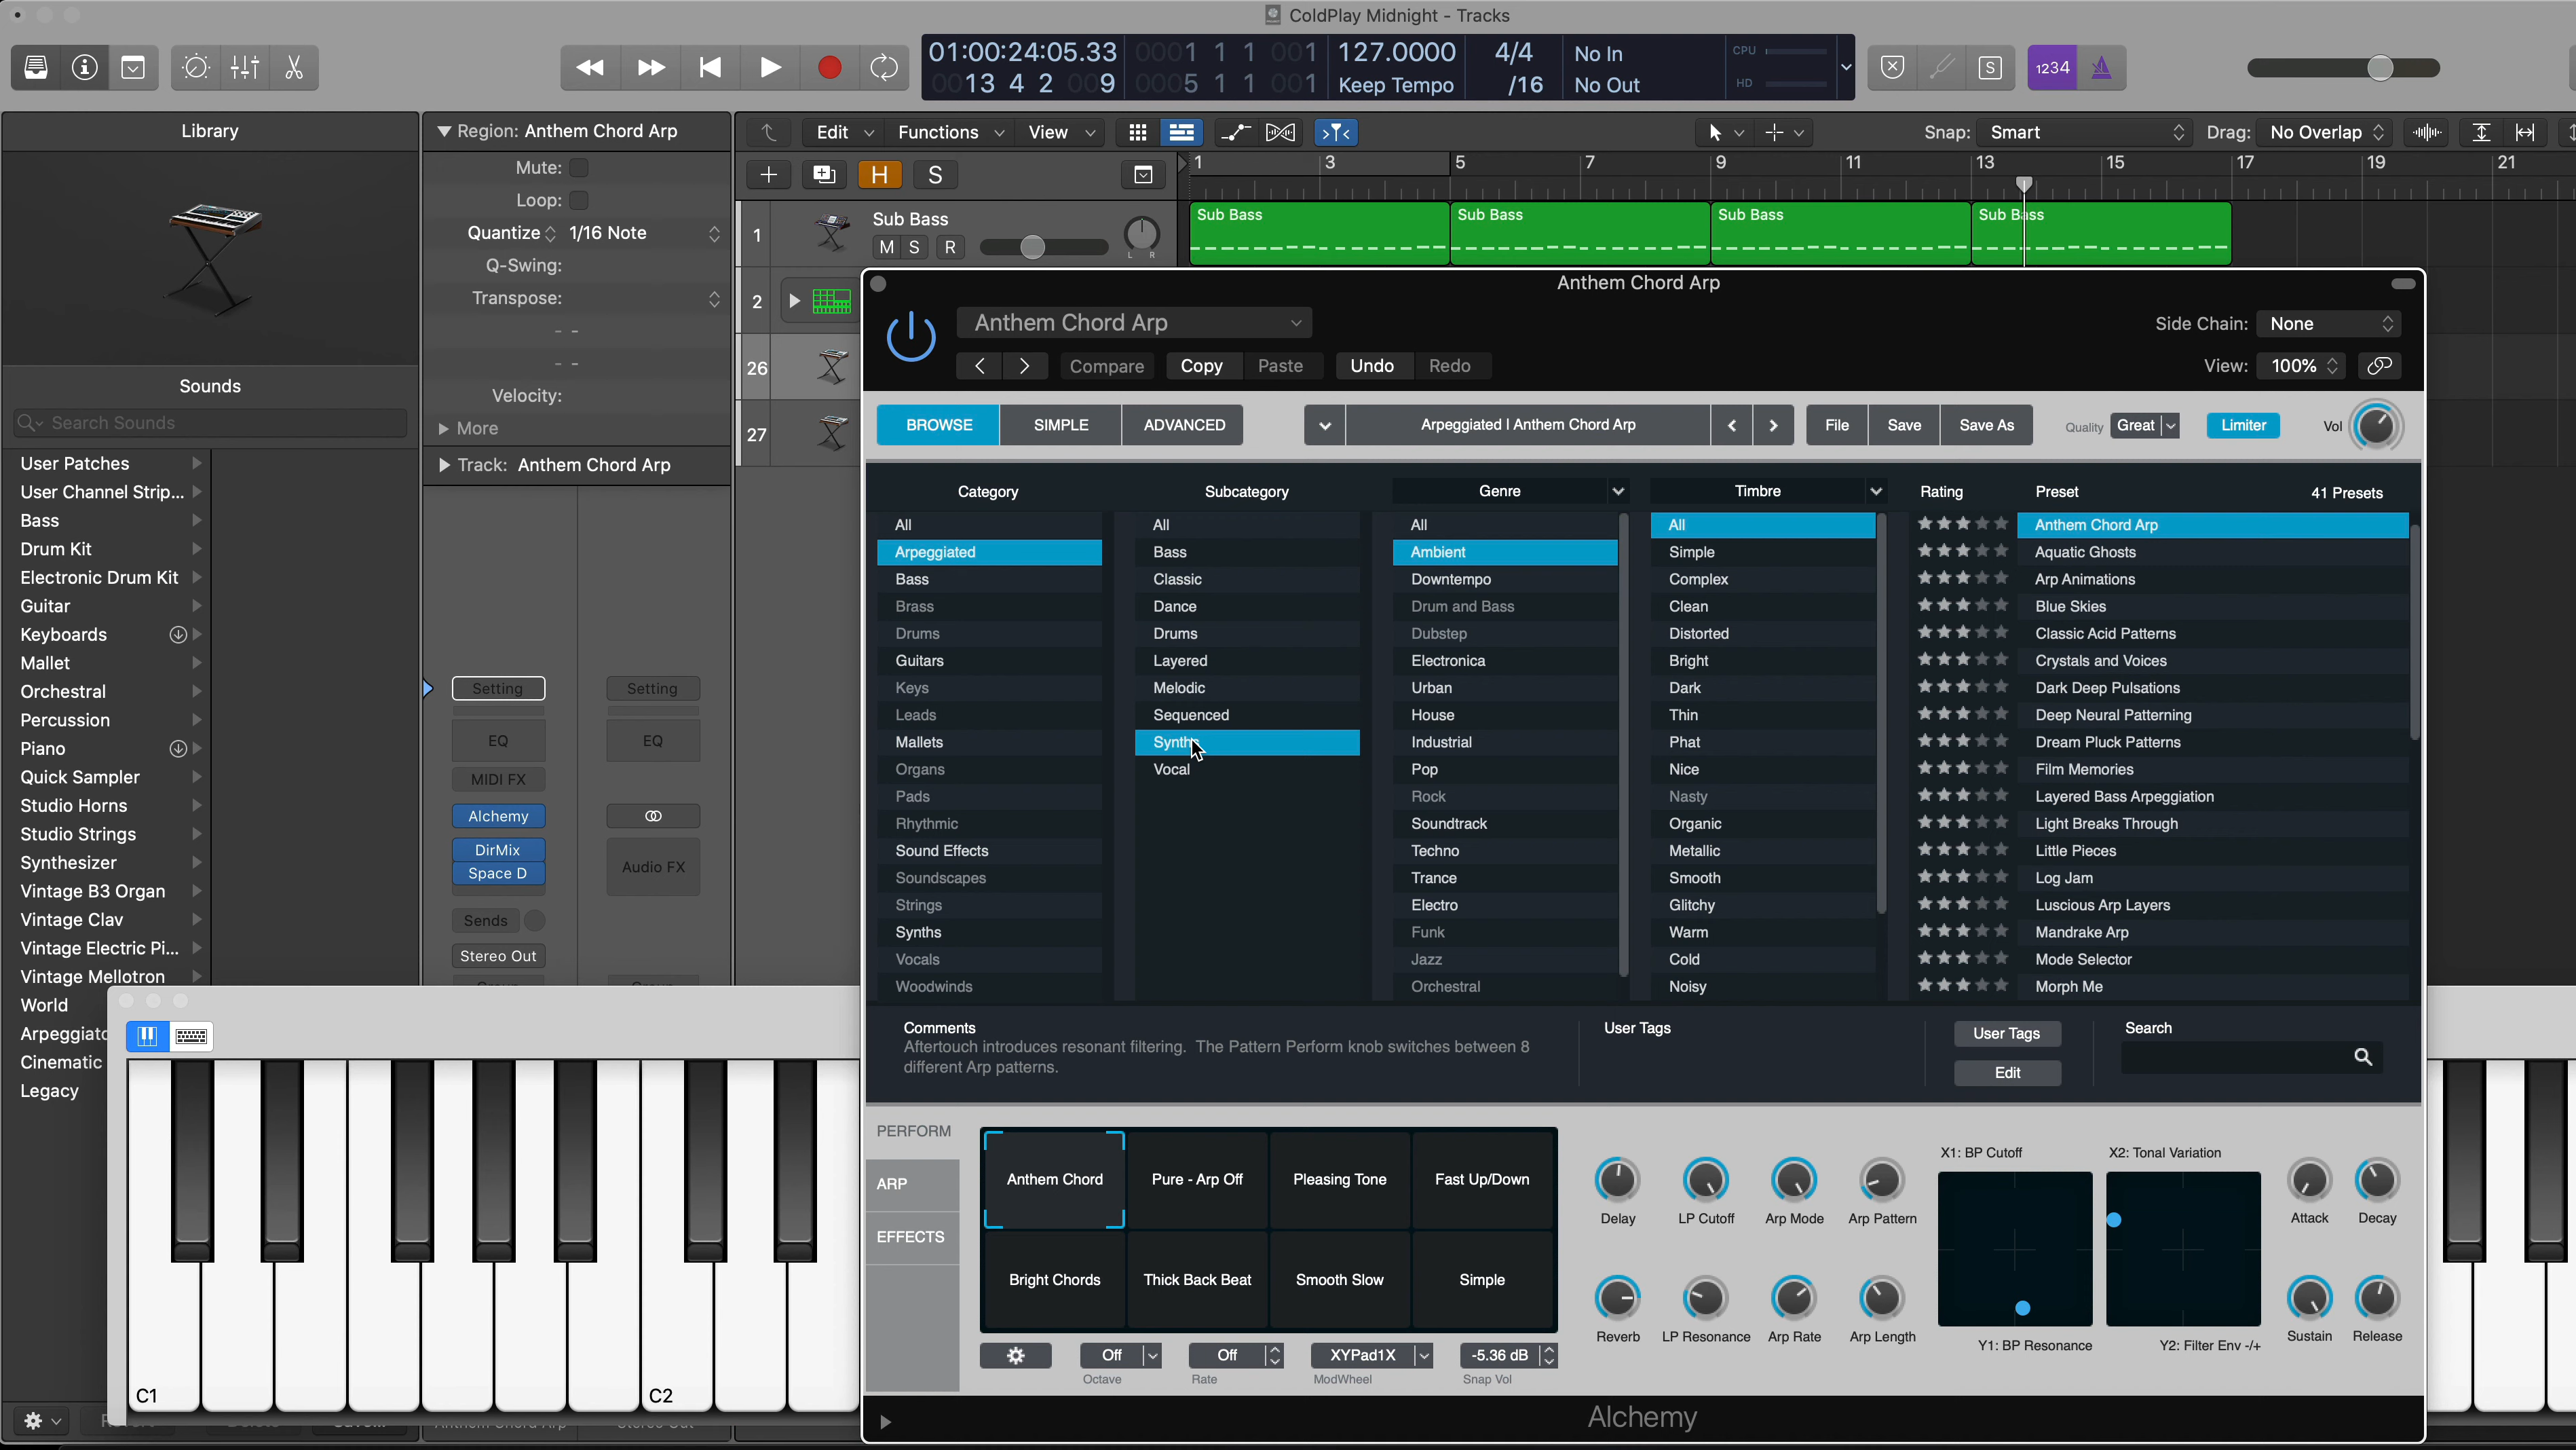 ColdPlay Midnight - Tracks
01:00:24:05.33
0001 1 1 001
127.0000
4/4
No In
CPU
0013 4 2 009
0005 1 1 001
Keep Tempo
/16
No Out
HD
S
1234
Library
Region: Anthem Chord Arp
Edit
Functions
View
Snap: Smart
Drag: No Overlap
Mute:
Loop:
Quantize 1/16 Note
Q-Swing:
Transpose:
- -
- -
Velocity:
More
Track: Anthem Chord Arp
H
S
1 3 5 7 9 11 13 15 17 19 21
1
Sub Bass
M S R
L R
Sub Bass
Sub Bass
Sub Bass
Sub Bass
2
26
27
Sounds
Search Sounds
User Patches
User Channel Strip...
Bass
Drum Kit
Electronic Drum Kit
Guitar
Keyboards
Mallet
Orchestral
Percussion
Piano
Quick Sampler
Studio Horns
Studio Strings
Synthesizer
Vintage B3 Organ
Vintage Clav
Vintage Electric Pi...
Vintage Mellotron
World
Cinematic
Legacy
Setting
EQ
MIDI FX
Alchemy
DirMix
Space D
Sends
Stereo Out
Setting
EQ
Audio FX
C1
C2
Anthem Chord Arp
Anthem Chord Arp
Side Chain: None
Compare
Copy
Paste
Undo
Redo
View: 100%
BROWSE
SIMPLE
ADVANCED
Arpeggiated | Anthem Chord Arp
File
Save
Save As
Quality Great
Limiter
Vol
Category
All
Arpeggiated
Bass
Brass
Drums
Guitars
Keys
Leads
Mallets
Organs
Pads
Rhythmic
Sound Effects
Soundscapes
Strings
Synths
Vocals
Woodwinds
Subcategory
All
Bass
Classic
Dance
Drums
Layered
Melodic
Sequenced
Synths
Vocal
Genre
All
Ambient
Downtempo
Drum and Bass
Dubstep
Electronica
Urban
House
Industrial
Pop
Rock
Soundtrack
Techno
Trance
Electro
Funk
Jazz
Orchestral
Timbre
All
Simple
Complex
Clean
Distorted
Bright
Dark
Thin
Phat
Nice
Nasty
Organic
Metallic
Smooth
Glitchy
Warm
Cold
Noisy
Rating
Preset
41 Presets
Anthem Chord Arp
Aquatic Ghosts
Arp Animations
Blue Skies
Classic Acid Patterns
Crystals and Voices
Dark Deep Pulsations
Deep Neural Patterning
Dream Pluck Patterns
Film Memories
Layered Bass Arpeggiation
Light Breaks Through
Little Pieces
Log Jam
Luscious Arp Layers
Mandrake Arp
Mode Selector
Morph Me
Comments
Aftertouch introduces resonant filtering. The Pattern Perform knob switches between 8
different Arp patterns.
User Tags
User Tags
Edit
Search
PERFORM
ARP
EFFECTS
Anthem Chord
Pure - Arp Off
Pleasing Tone
Fast Up/Down
Bright Chords
Thick Back Beat
Smooth Slow
Simple
Off
Off
XYPad1X
-5.36 dB
Octave
Rate
ModWheel
Snap Vol
Delay
LP Cutoff
Arp Mode
Arp Pattern
Reverb
LP Resonance
Arp Rate
Arp Length
X1: BP Cutoff
Y1: BP Resonance
X2: Tonal Variation
Y2: Filter Env -/+
Attack
Decay
Sustain
Release
Alchemy